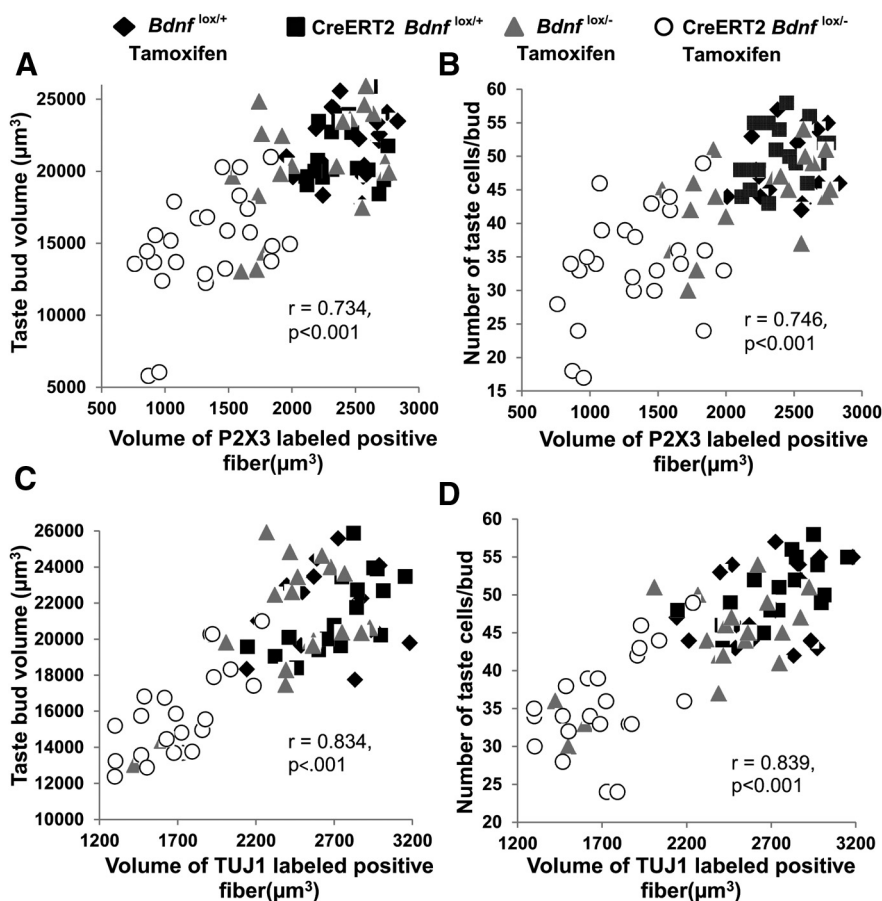 Bdnf lox/+ CreERT2 Bdnf lox/+ Bdnf lox/- CreERT2 Bdnf lox/-
Tamoxifen Tamoxifen Tamoxifen
A
Taste bud volume (µm³)
25000
20000
15000
10000
5000
500 1000 1500 2000 2500 3000
r = 0.734,
p<0.001
Volume of P2X3 labeled positive
fiber(µm³)
B
Number of taste cells/bud
60
55
50
45
40
35
30
25
20
15
500 1000 1500 2000 2500 3000
r = 0.746,
p<0.001
Volume of P2X3 labeled positive
fiber(µm³)
C
Taste bud volume (µm³)
26000
24000
22000
20000
18000
16000
14000
12000
10000
1200 1700 2200 2700 3200
r = 0.834,
p<.001
Volume of TUJ1 labeled positive
fiber(µm³)
D
Number of taste cells/bud
60
50
40
30
20
1200 1700 2200 2700 3200
r = 0.839,
p<0.001
Volume of TUJ1 labeled positive
fiber(µm³)